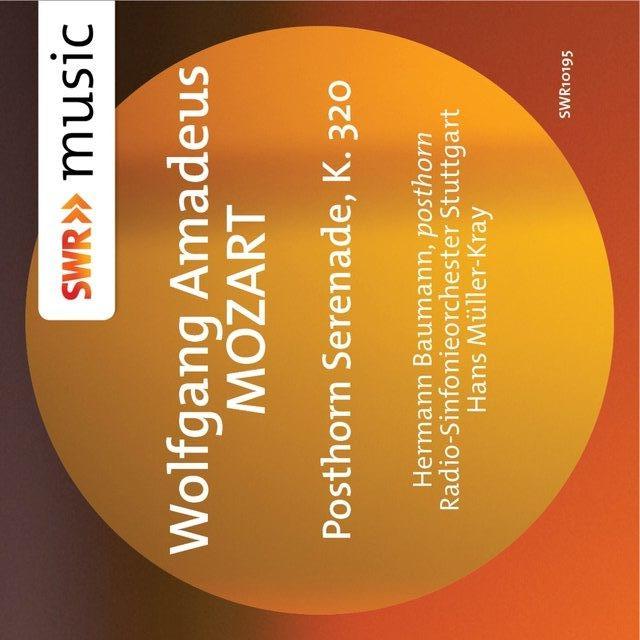 SWR>> music
Wolfgang Amadeus
MOZART
Posthorn Serenade, K. 320
Hermann Baumann, posthorn
Radio-Sinfonieorchester Stuttgart
Hans Müller-Kray
SWR10195